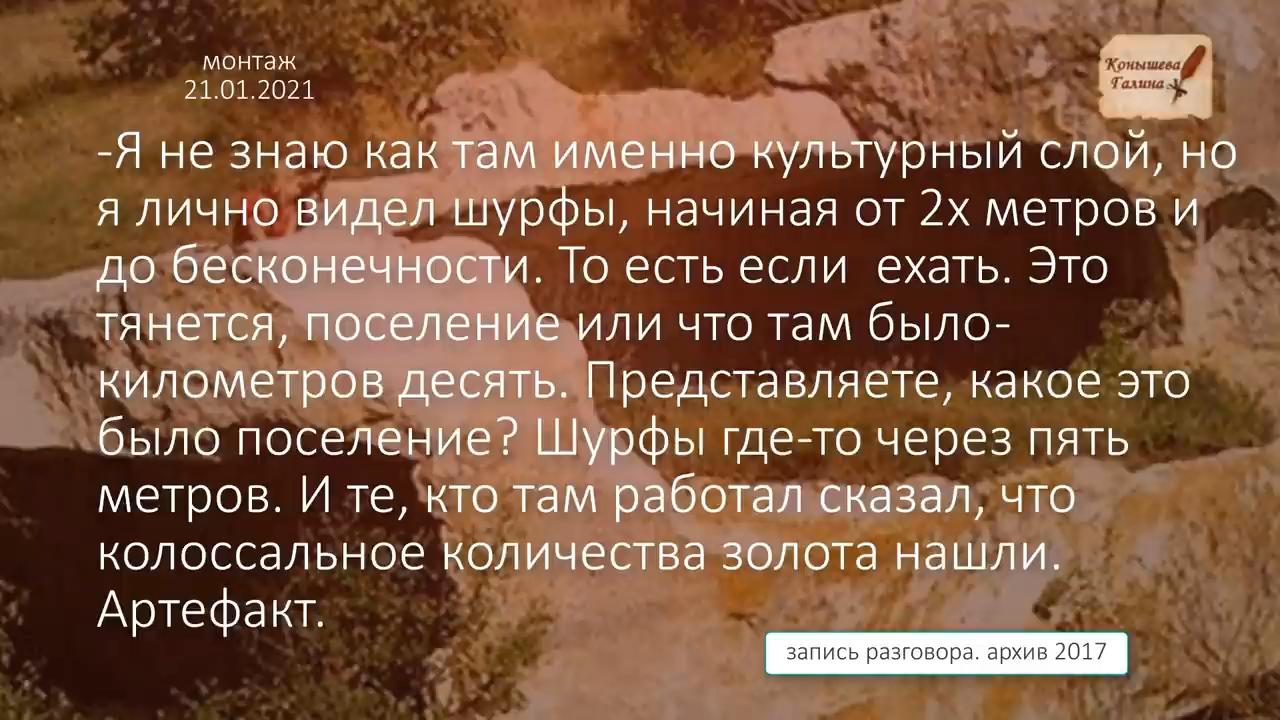 монтаж
21.01.2021
Конышева
Галина
-Я не знаю как там именно культурный слой, но
я лично видел шурфы, начиная от 2х метров и
до бесконечности. То есть если  ехать. Это
тянется, поселение или что там было-
километров десять. Представляете, какое это
было поселение? Шурфы где-то через пять
метров. И те, кто там работал сказал, что
колоссальное количества золота нашли.
Артефакт.
запись разговора. архив 2017